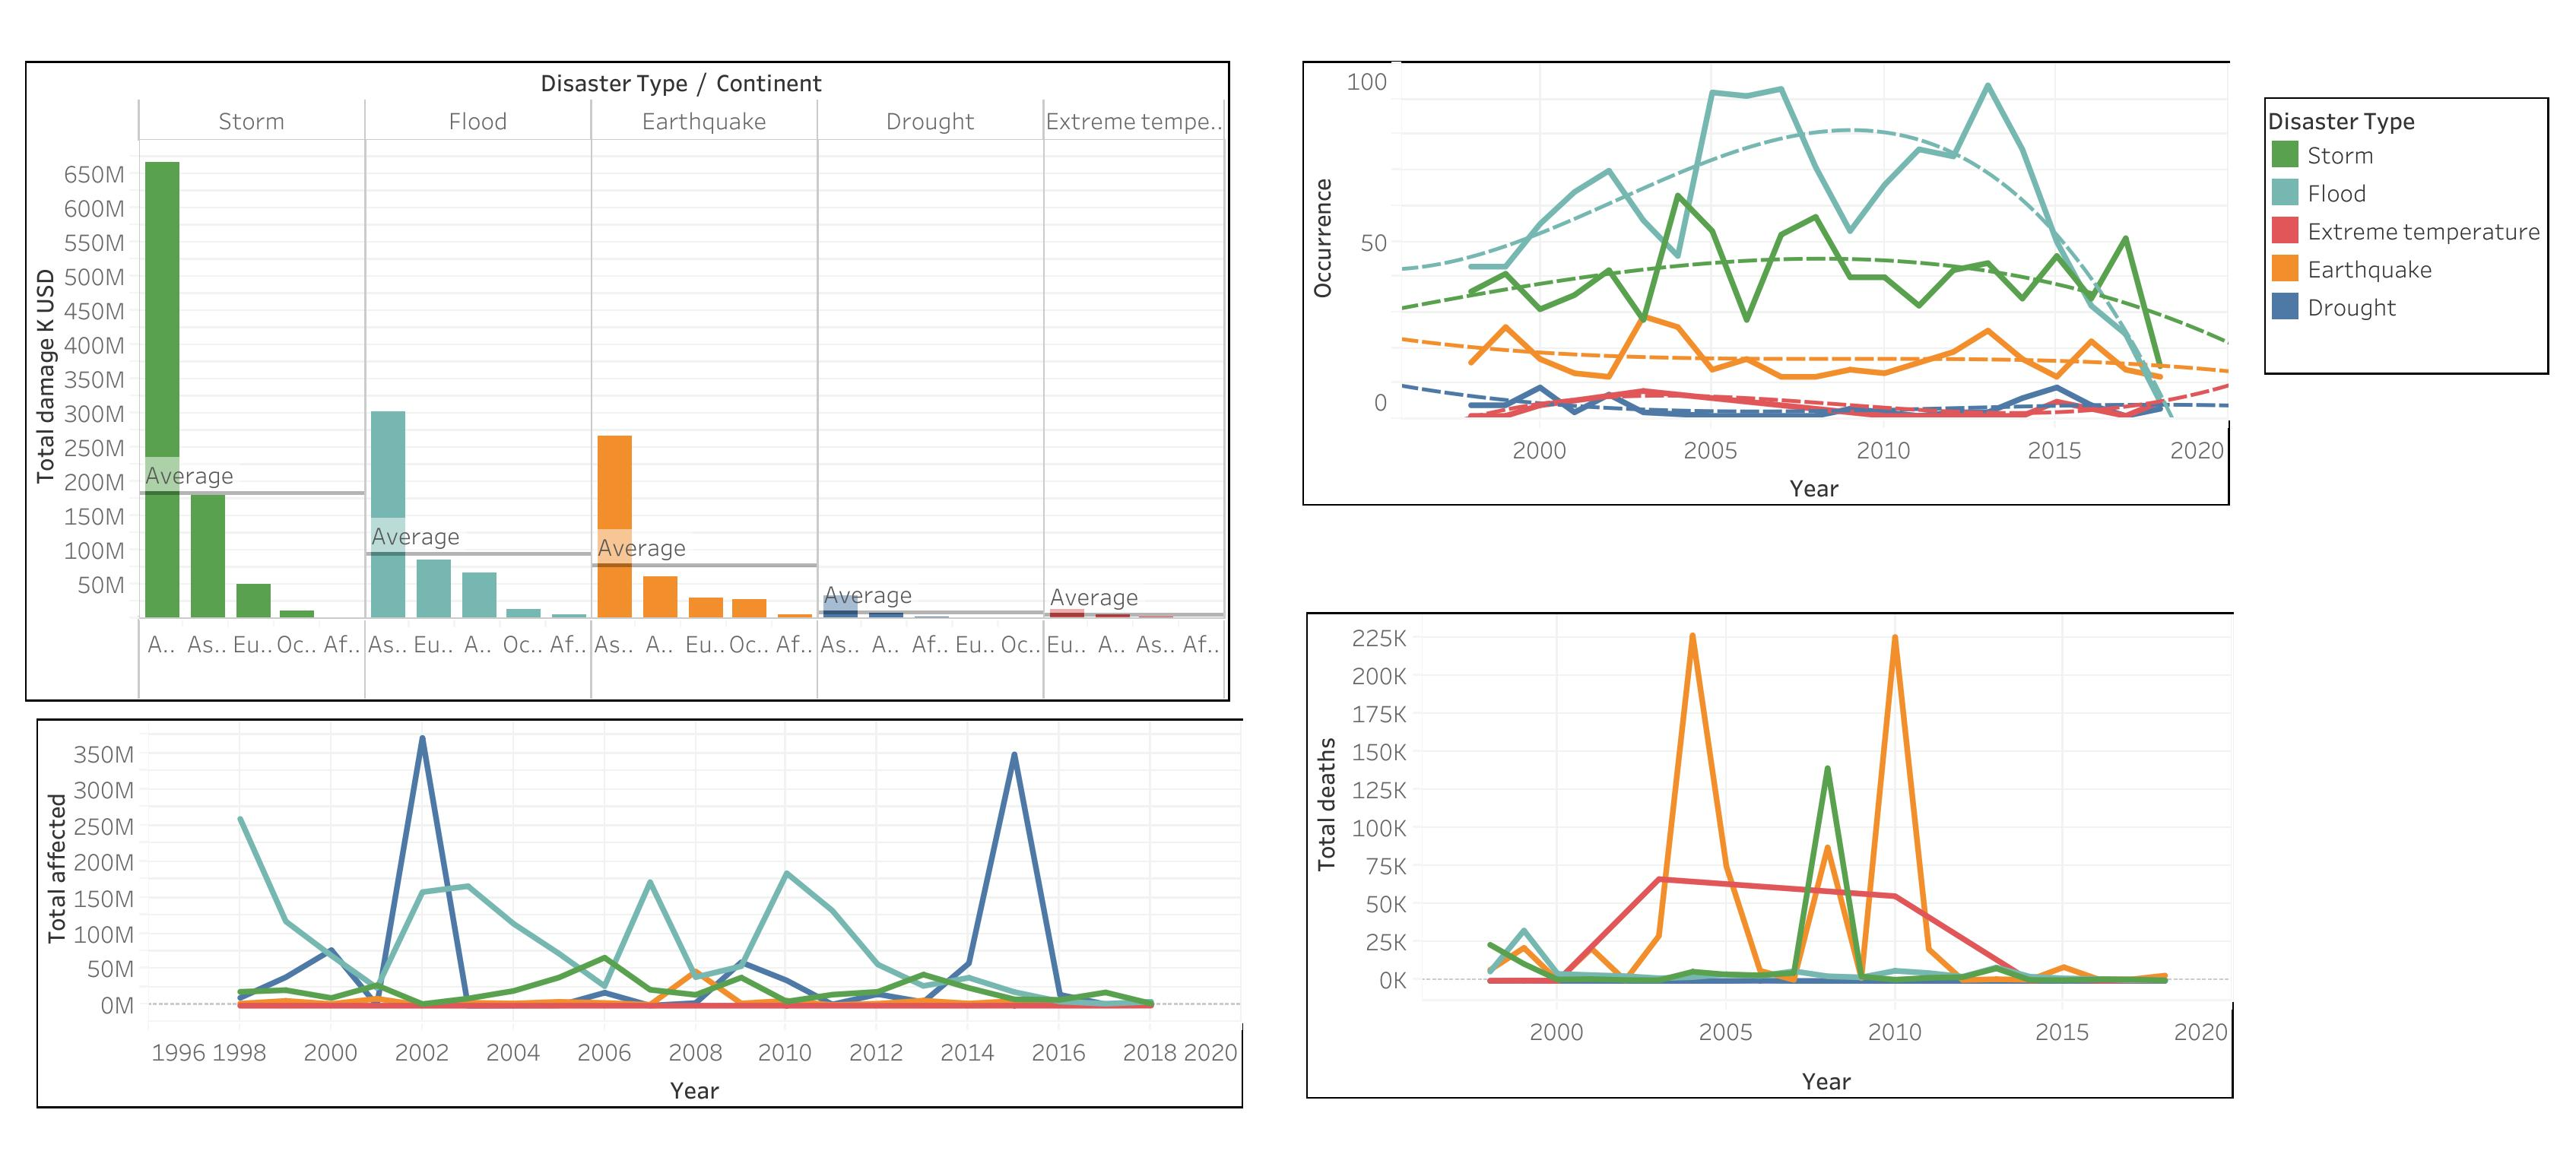 Disaster Type / Continent
Storm Flood Earthquake Drought Extreme tempe..
Total damage K USD
650M
600M
550M
500M
450M
400M
350M
300M
250M
200M
150M
100M
50M
Average
Average
Average
Average
Average
A.. As.. Eu.. Oc.. Af.. As.. Eu.. A.. Oc.. Af.. As.. A.. Eu.. Oc.. Af.. As.. A.. Af.. Eu.. Oc.. Eu.. A.. As.. Af..
Occurrence
100
50
0
2000 2005 2010 2015 2020
Year
Disaster Type
Storm
Flood
Extreme temperature
Earthquake
Drought
Total affected
350M
300M
250M
200M
150M
100M
50M
0M
1996 1998 2000 2002 2004 2006 2008 2010 2012 2014 2016 2018 2020
Year
Total deaths
225K
200K
175K
150K
125K
100K
75K
50K
25K
0K
2000 2005 2010 2015 2020
Year